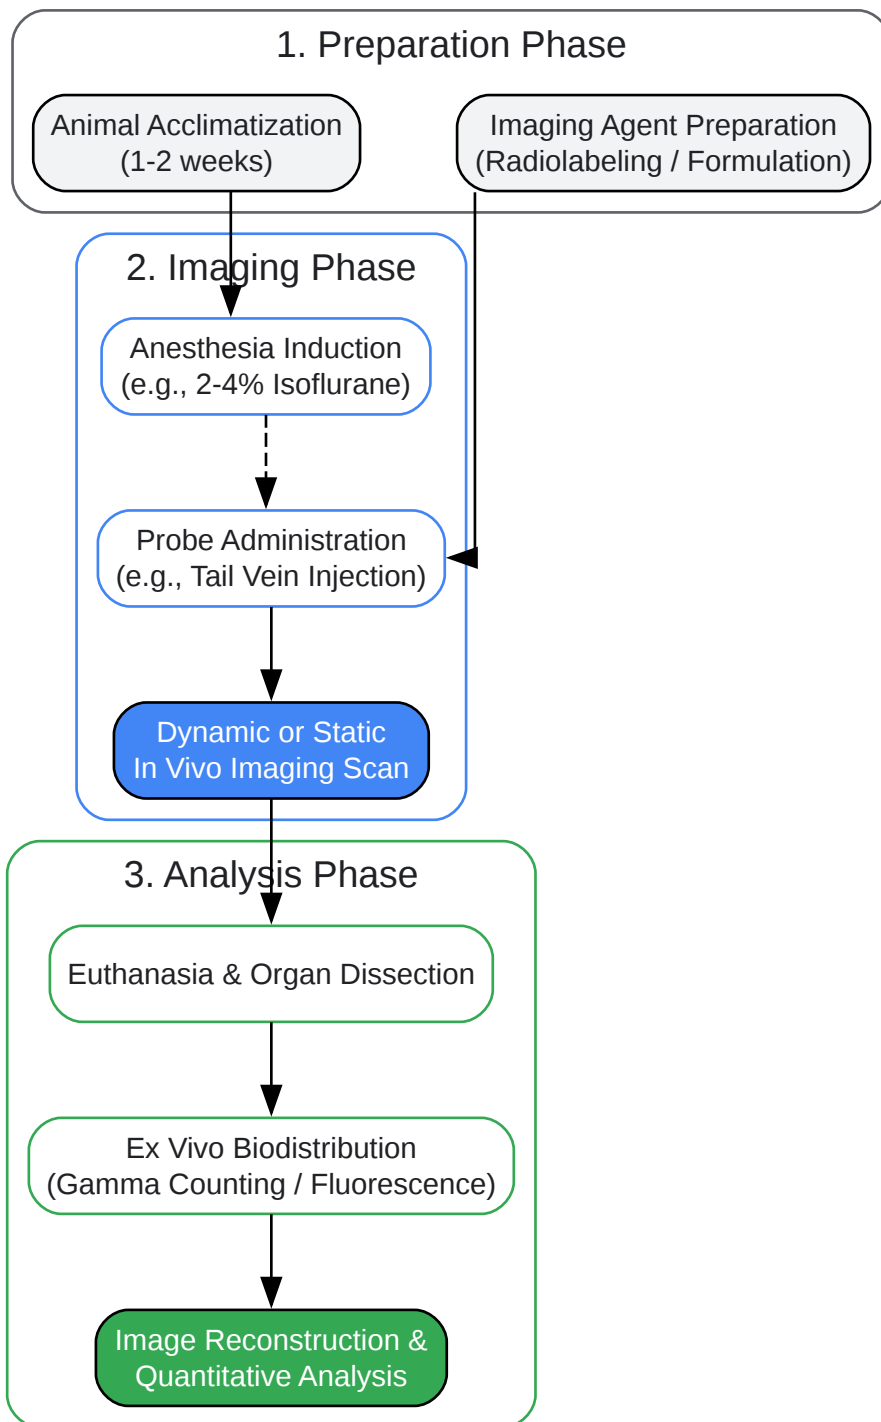 1. Preparation Phase
Animal Acclimatization
(1-2 weeks)
Imaging Agent Preparation
(Radiolabeling / Formulation)
2. Imaging Phase
Anesthesia Induction
(e.g., 2-4% Isoflurane)
Probe Administration
(e.g., Tail Vein Injection)
Dynamic or Static
In Vivo Imaging Scan
3. Analysis Phase
Euthanasia & Organ Dissection
Ex Vivo Biodistribution
(Gamma Counting / Fluorescence)
Image Reconstruction &
Quantitative Analysis